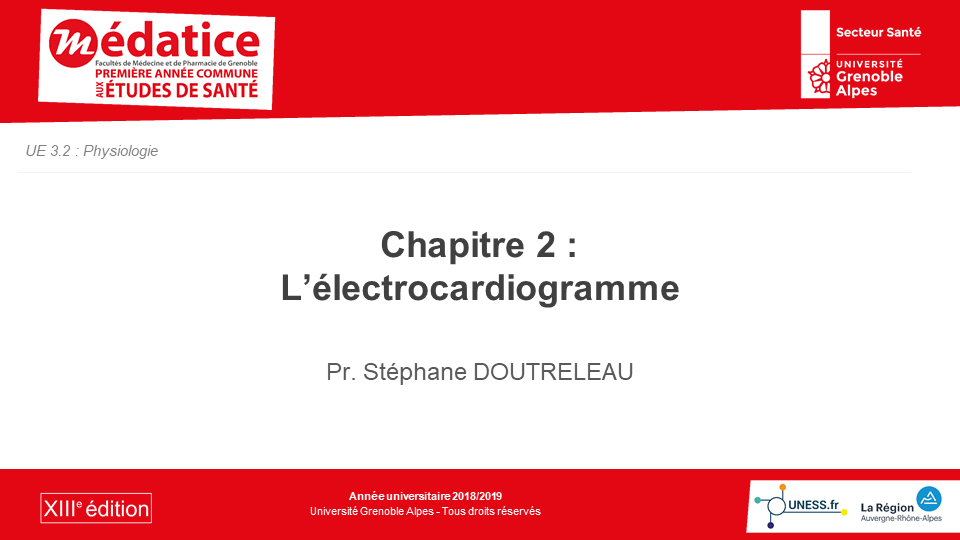 médatice
Facultés de Médecine et de Pharmacie de Grenoble
PREMIÈRE ANNÉE COMMUNE
AUX ÉTUDES DE SANTÉ
Secteur Santé
UNIVERSITÉ
Grenoble
Alpes
UE 3.2 : Physiologie
Chapitre 2 :
L’électrocardiogramme
Pr. Stéphane DOUTRELEAU
XIIIe édition
Année universitaire 2018/2019
Université Grenoble Alpes - Tous droits réservés
UNESS.fr
La Région
Auvergne-Rhône-Alpes